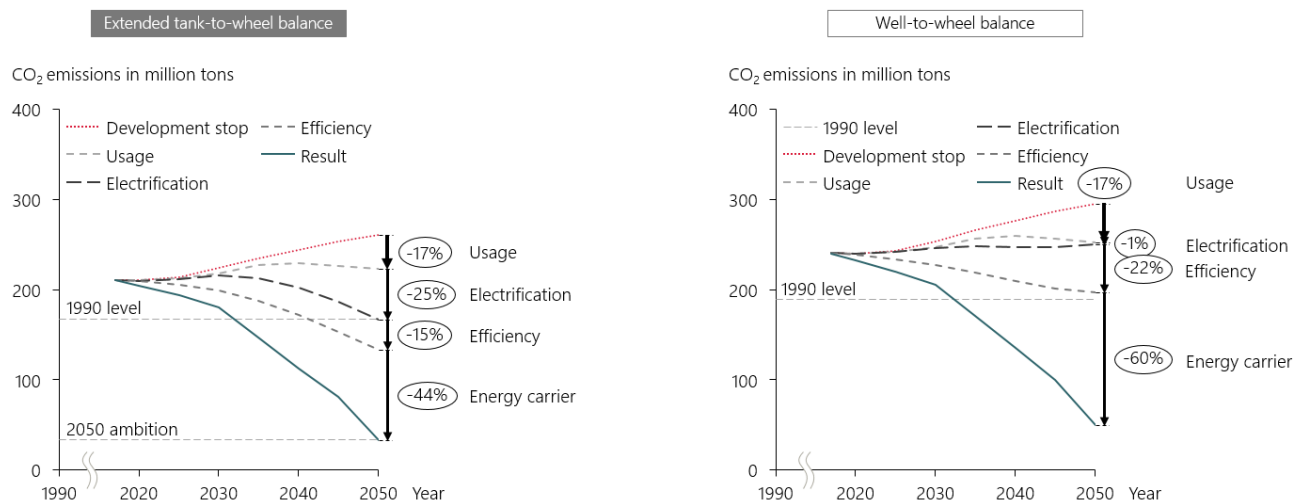 Extended tank-to-wheel balance
CO₂ emissions in million tons
400
300
200
100
0
Development stop
Efficiency
Usage
Result
Electrification
1990 level
2050 ambition
-17%
Usage
-25%
Electrification
-15%
Efficiency
-44%
Energy carrier
1990
2020
2030
2040
2050
Year
Well-to-wheel balance
CO₂ emissions in million tons
400
300
200
100
0
1990 level
Electrification
Development stop
Efficiency
Usage
Result
1990 level
-17%
Usage
-1%
Electrification
-22%
Efficiency
-60%
Energy carrier
1990
2020
2030
2040
2050
Year